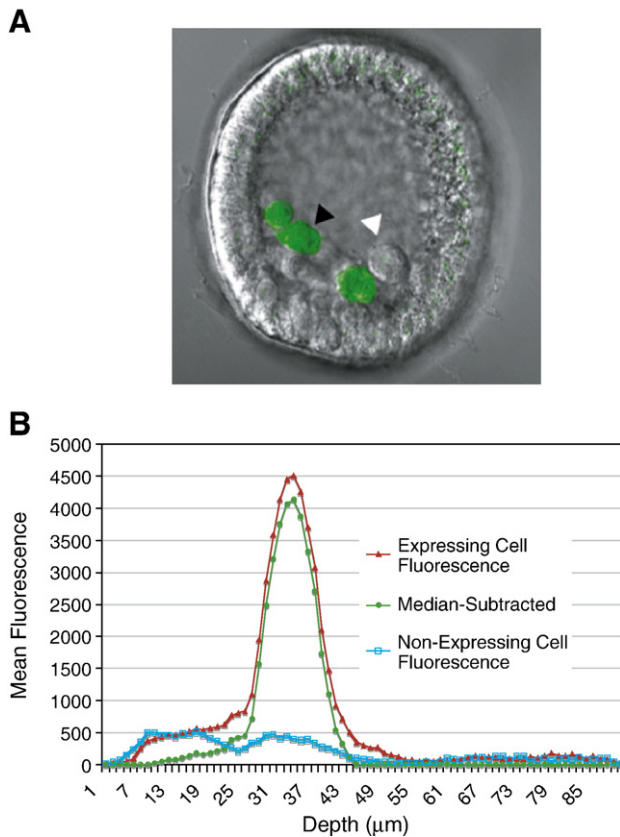 A
B
5000
4500
4000
3500
3000
2500
2000
1500
1000
500
0
Mean Fluorescence
Expressing Cell
Fluorescence
Median-Subtracted
Non-Expressing Cell
Fluorescence
1 7 13 19 25 31 37 43 49 55 61 67 73 79 85
Depth (μm)